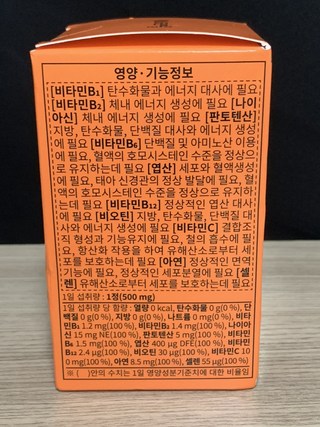 영양·기능정보
[비타민B₁] 탄수화물과 에너지 대사에 필요
[비타민B₂] 체내 에너지 생성에 필요 [나이
아신] 체내 에너지 생성에 필요 [판토텐산]
지방, 탄수화물, 단백질 대사와 에너지 생성
에 필요 [비타민B₆] 단백질 및 아미노산 이용
에 필요, 혈액의 호모시스테인 수준을 정상으
로 유지하는데 필요 [엽산] 세포와 혈액생성
에 필요, 태아 신경관의 정상 발달에 필요, 혈
액의 호모시스테인 수준을 정상으로 유지하
는데 필요 [비타민B₁₂] 정상적인 엽산 대사
에 필요 [비오틴] 지방, 탄수화물, 단백질 대
사와 에너지 생성에 필요 [비타민C] 결합조
직 형성과 기능유지에 필요, 철의 흡수에 필
요, 항산화 작용을 하여 유해산소로부터 세
포를 보호하는데 필요 [아연] 정상적인 면역
기능에 필요, 정상적인 세포분열에 필요 [셀
렌] 유해산소로부터 세포를 보호하는데 필요
1일 섭취량 : 1정(500 mg)
1일 섭취량 당 함량 : 열량 0 kcal, 탄수화물 0 g(0 %), 단
백질 0 g(0 %), 지방 0 g(0 %), 나트륨 0 mg(0 %), 비타
민B₁ 1.2 mg(100 %), 비타민B₂ 1.4 mg(100 %), 나이아
신 15 mg NE(100 %), 판토텐산 5 mg(100 %), 비타민
B₆ 1.5 mg(100 %), 엽산 400 μg DFE(100 %), 비타민
B₁₂ 2.4 μg(100 %), 비오틴 30 μg(100 %), 비타민C 10
0 mg(100 %), 아연 8.5 mg(100 %), 셀렌 55 μg(100 %)
※ ( )안의 수치는 1일 영양성분기준치에 대한 비율임